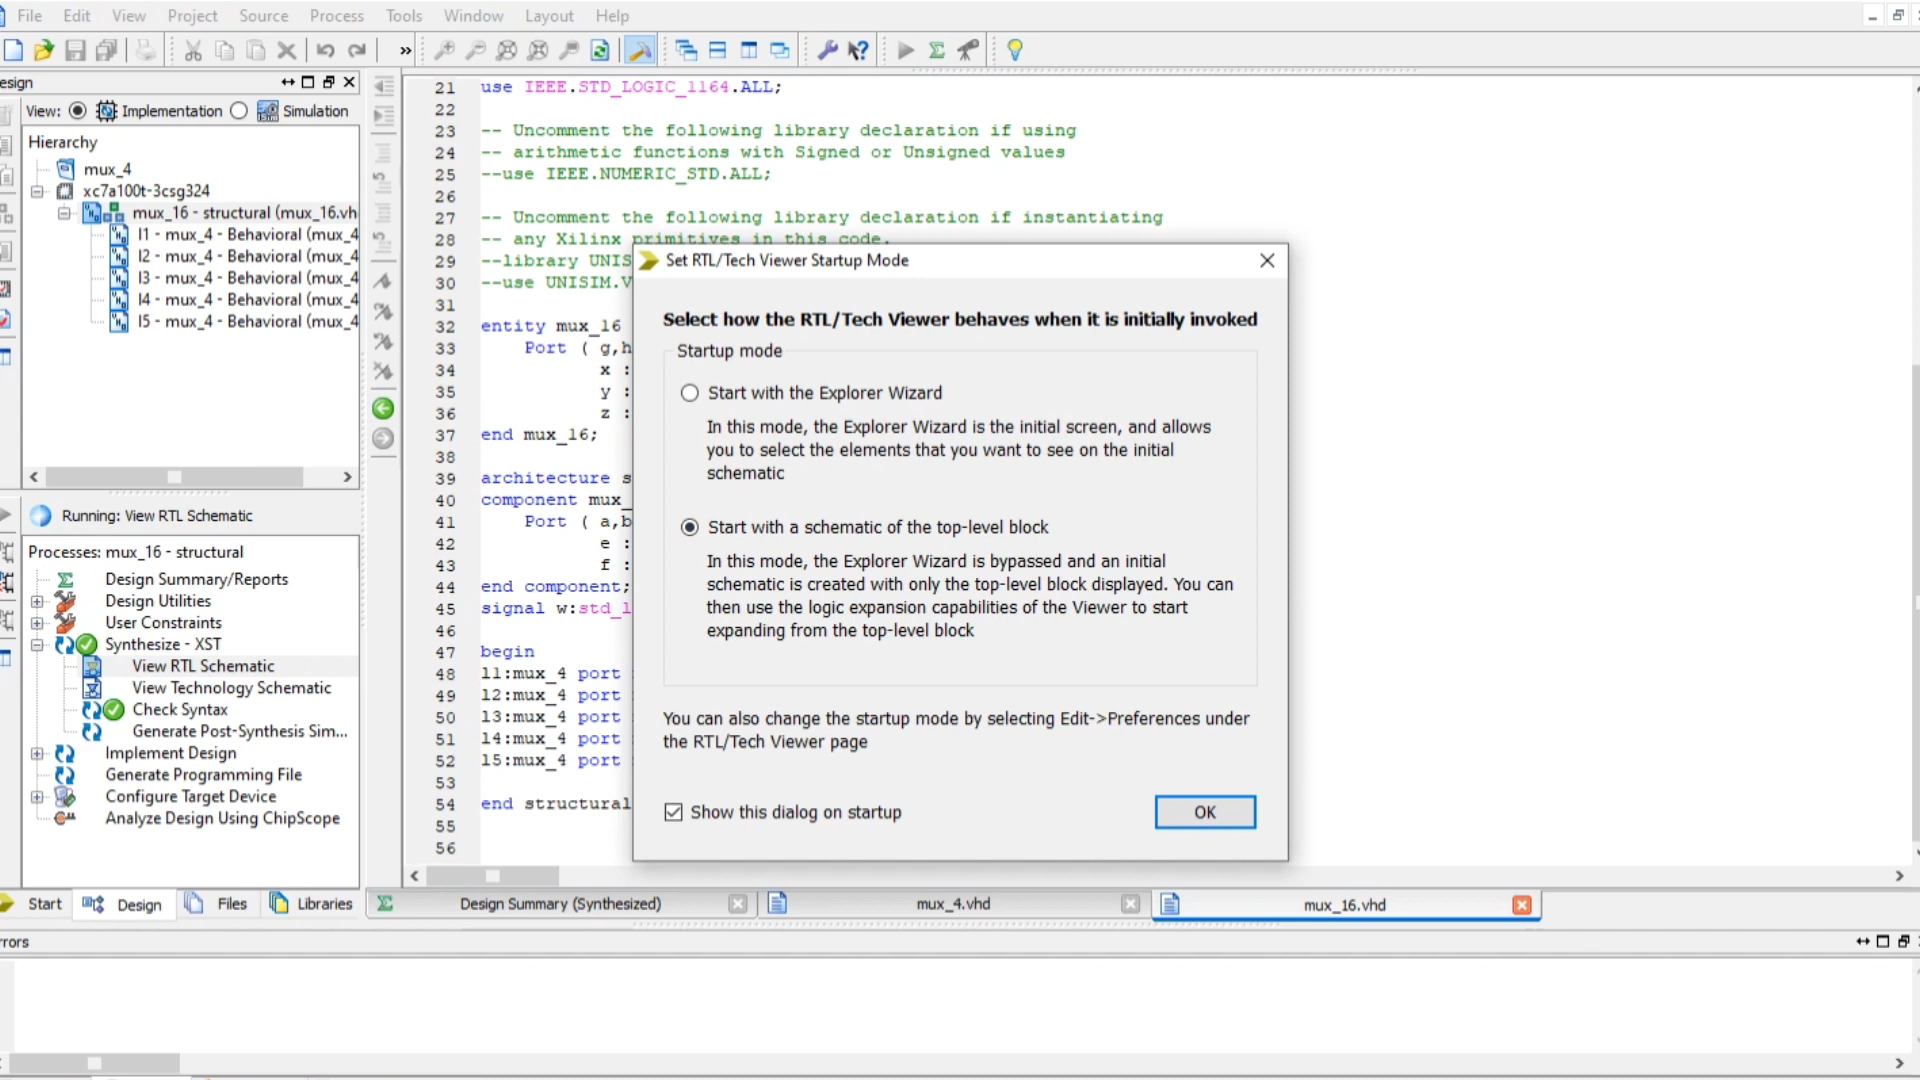 File Edit View Project Source Process Tools Window Layout Help
esign
View: Implementation Simulation
Hierarchy
mux_4
xc7a100t-3csg324
mux_16 - structural (mux_16.vh
l1 - mux_4 - Behavioral (mux_4
l2 - mux_4 - Behavioral (mux_4
l3 - mux_4 - Behavioral (mux_4
l4 - mux_4 - Behavioral (mux_4
l5 - mux_4 - Behavioral (mux_4
Running: View RTL Schematic
Processes: mux_16 - structural
Design Summary/Reports
Design Utilities
User Constraints
Synthesize - XST
View RTL Schematic
View Technology Schematic
Check Syntax
Generate Post-Synthesis Sim...
Implement Design
Generate Programming File
Configure Target Device
Analyze Design Using ChipScope
Start Design Files Libraries
21 use IEEE.STD_LOGIC_1164.ALL;
22
23 -- Uncomment the following library declaration if using
24 -- arithmetic functions with Signed or Unsigned values
25 --use IEEE.NUMERIC_STD.ALL;
26
27 -- Uncomment the following library declaration if instantiating
28 -- any Xilinx primitives in this code.
29 --library UNIS
30 --use UNISIM.V
31
32 entity mux_16
33 Port ( g,h
34 x :
35 y :
36 z :
37 end mux_16;
38
39 architecture s
40 component mux_
41 Port ( a,b
42 e :
43 f :
44 end component;
45 signal w:std_l
46
47 begin
48 l1:mux_4 port
49 l2:mux_4 port
50 l3:mux_4 port
51 l4:mux_4 port
52 l5:mux_4 port
53
54 end structural
55
56
Set RTL/Tech Viewer Startup Mode
Select how the RTL/Tech Viewer behaves when it is initially invoked
Startup mode
Start with the Explorer Wizard
In this mode, the Explorer Wizard is the initial screen, and allows
you to select the elements that you want to see on the initial
schematic
Start with a schematic of the top-level block
In this mode, the Explorer Wizard is bypassed and an initial
schematic is created with only the top-level block displayed. You can
then use the logic expansion capabilities of the Viewer to start
expanding from the top-level block
You can also change the startup mode by selecting Edit->Preferences under
the RTL/Tech Viewer page
Show this dialog on startup
OK
Design Summary (Synthesized) mux_4.vhd mux_16.vhd
rrors